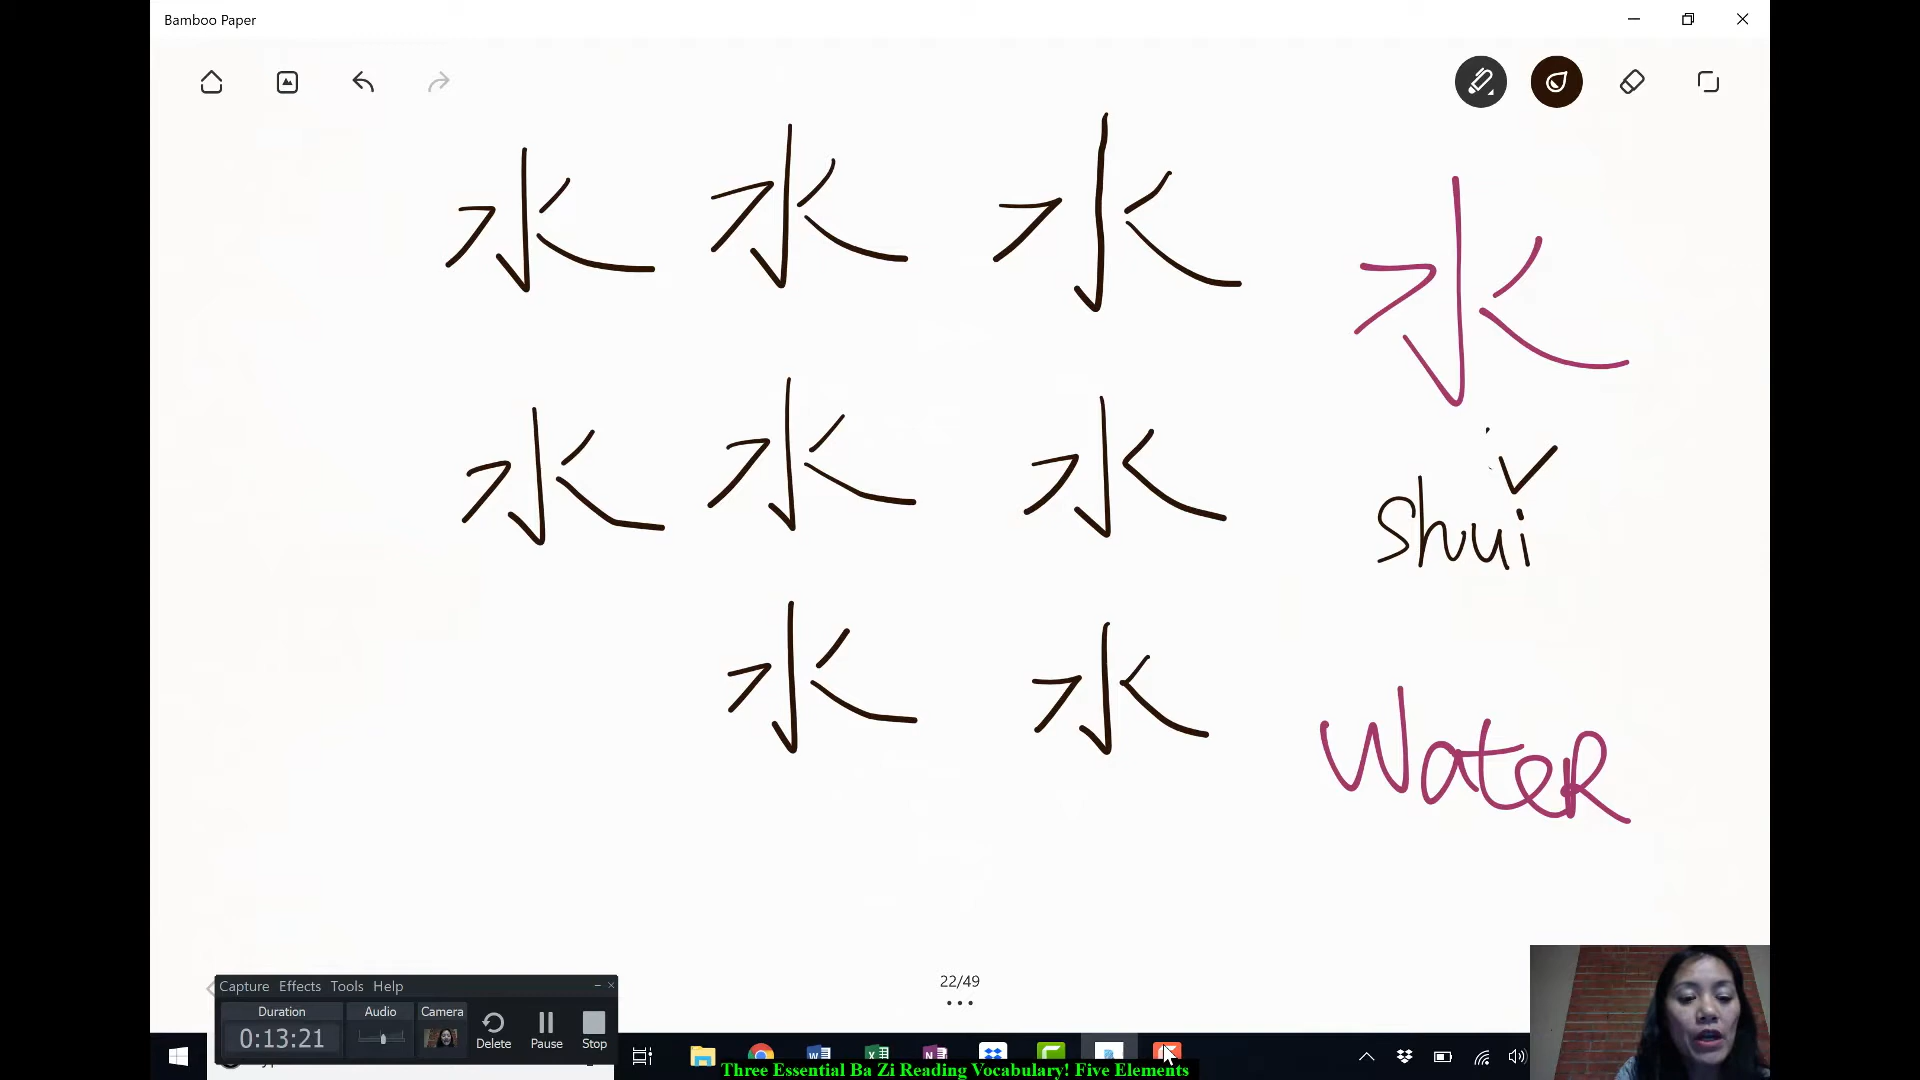 Bamboo Paper
水 水 水 水
水 水 水
shuǐ
水 水
Water
22/49
Capture Effects Tools Help
Duration Audio Camera
0:13:21
Delete Pause Stop
Three Essential Ba Zi Reading Vocabulary! Five Elements